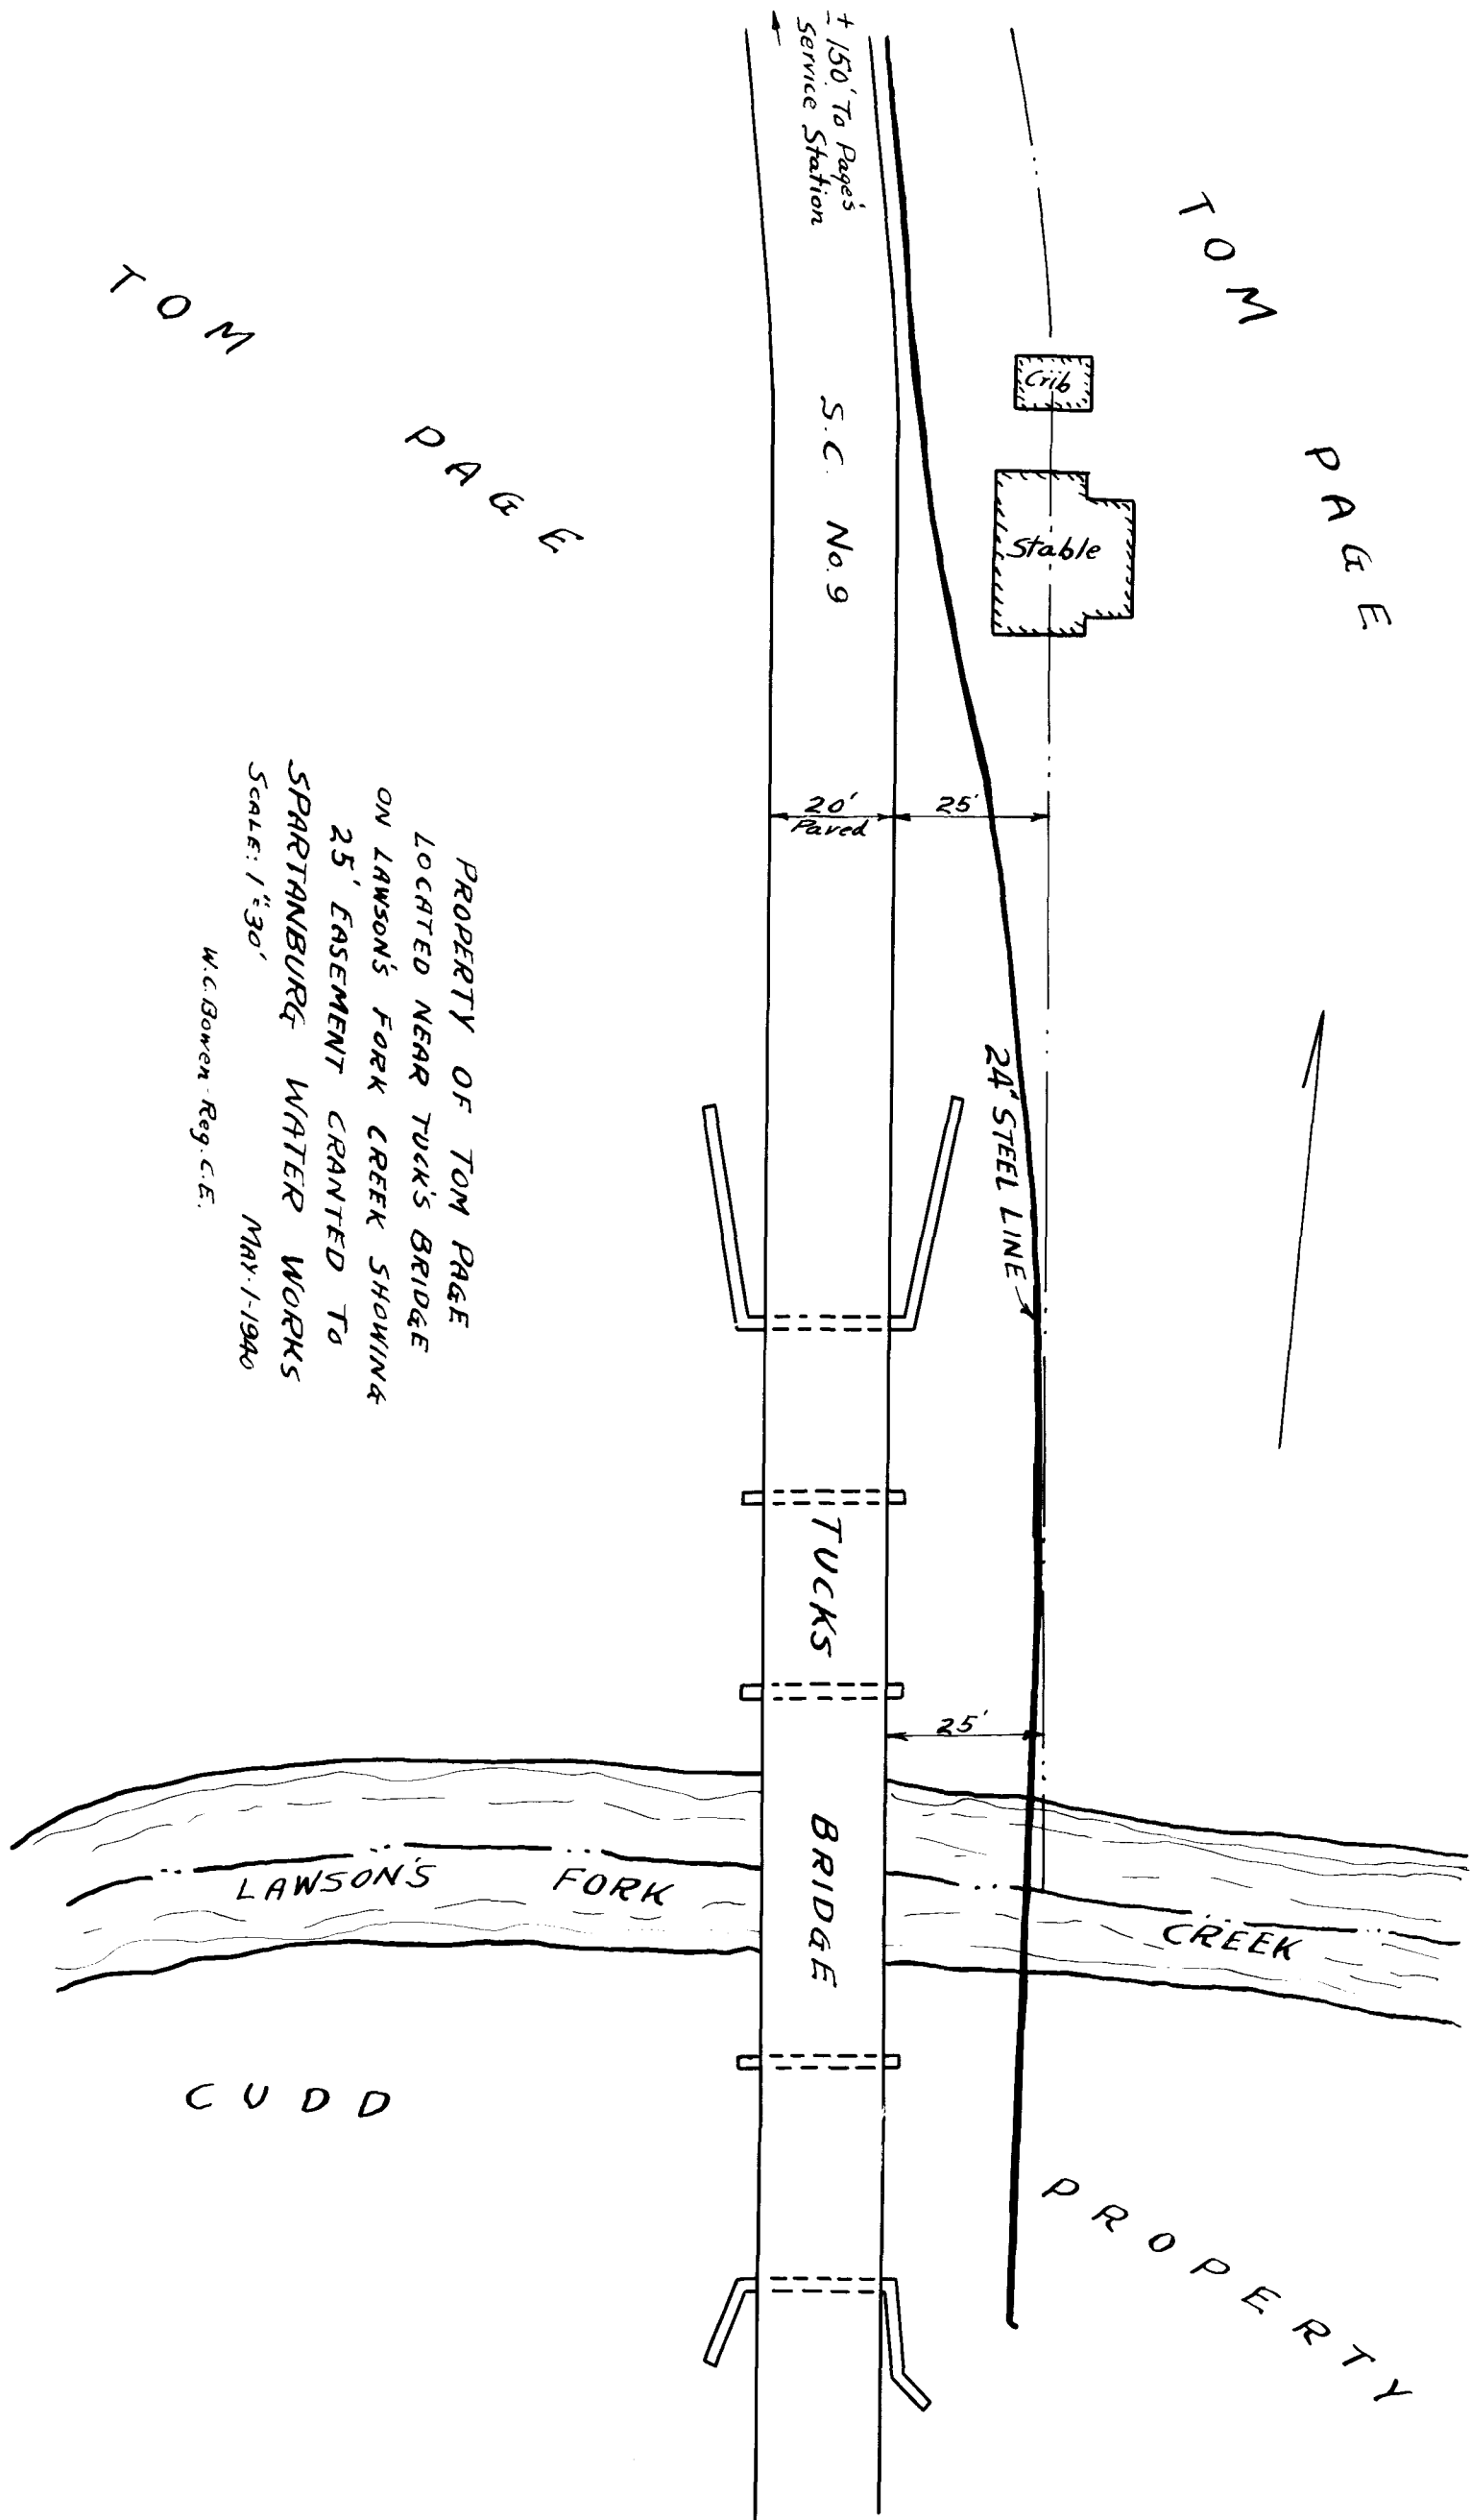 ± 150' To Page's
Service Station
TOM PAGE
TOM PAGE
Crib
Stable
S.C. No. 9
20'
Paved
25'
24" STEEL LINE
PROPERTY OF TOM PAGE
LOCATED NEAR TUCK'S BRIDGE
ON LAWSON'S FORK CREEK SHOWING
25' EASEMENT GRANTED TO
SPARTANBURG WATER WORKS
SCALE: 1"=30' MAY-1-1940
W.C. Bowen-Reg. C.E.
TUCKS BRIDGE
25'
LAWSON'S FORK CREEK
CUDD PROPERTY